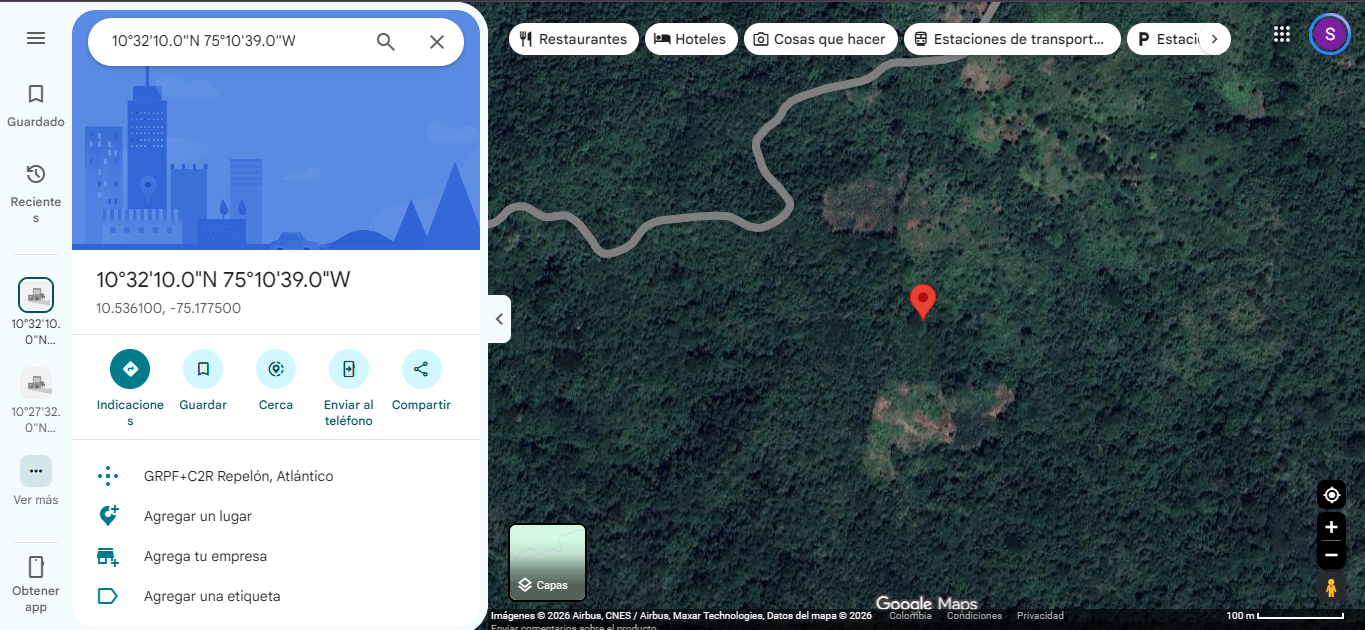 10°32'10.0"N 75°10'39.0"W
Restaurantes
Hoteles
Cosas que hacer
Estaciones de transport...
P Estaci
S
Guardado
Reciente
s
10°32'10.
0"N...
10°27'32.
0"N...
Ver más
Obtener
app
10°32'10.0"N 75°10'39.0"W
10.536100, -75.177500
Indicacione
s
Guardar
Cerca
Enviar al
teléfono
Compartir
GRPF+C2R Repelón, Atlántico
Agregar un lugar
Agrega tu empresa
Agregar una etiqueta
Capas
Google Maps
Imágenes © 2026 Airbus, CNES / Airbus, Maxar Technologies, Datos del mapa © 2026
Colombia
Condiciones
Privacidad
100 m
Enviar comentarios sobre el producto